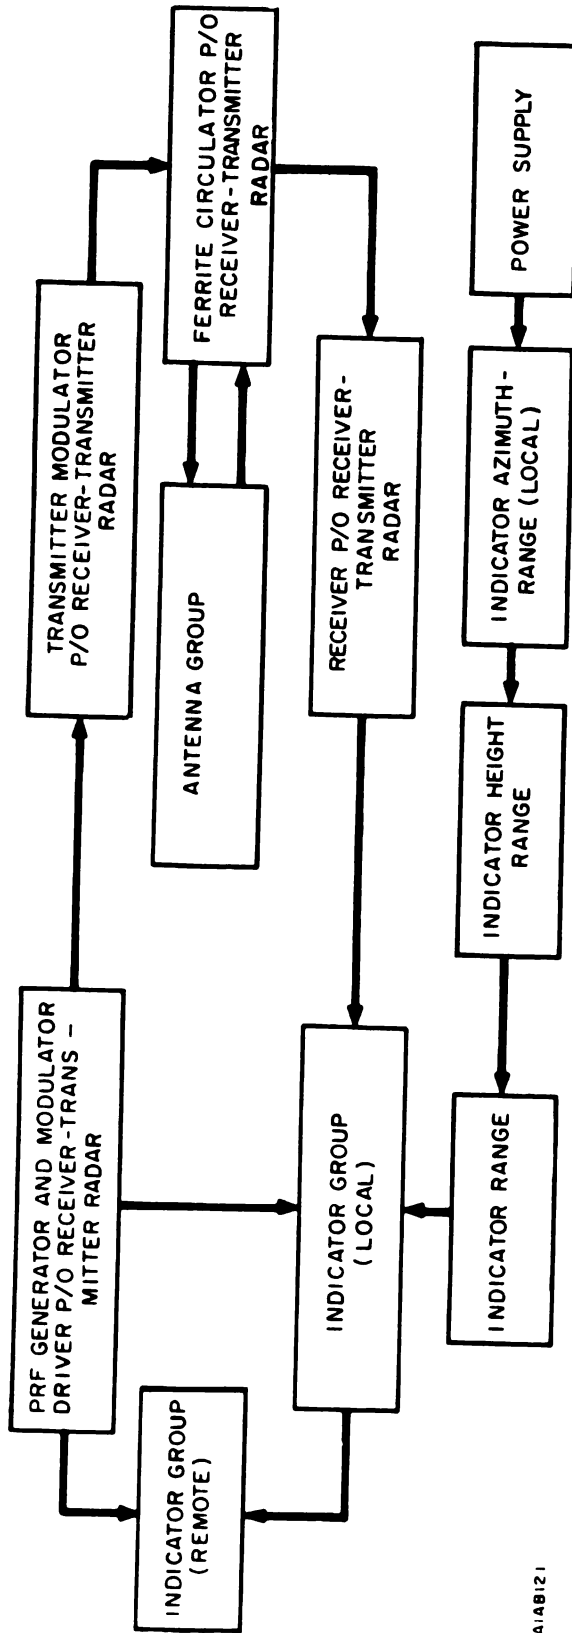 PRF GENERATOR AND MODULATOR
DRIVER P/O RECEIVER-TRANS-
MITTER RADAR
TRANSMITTER MODULATOR
P/O RECEIVER-TRANSMITTER
RADAR
FERRITE CIRCULATOR P/O
RECEIVER-TRANSMITTER
RADAR
INDICATOR GROUP
(REMOTE)
ANTENNA GROUP
INDICATOR GROUP
(LOCAL)
RECEIVER P/O RECEIVER-
TRANSMITTER
RADAR
INDICATOR RANGE
INDICATOR HEIGHT
RANGE
INDICATOR AZIMUTH-
RANGE (LOCAL)
POWER SUPPLY
A1A8121